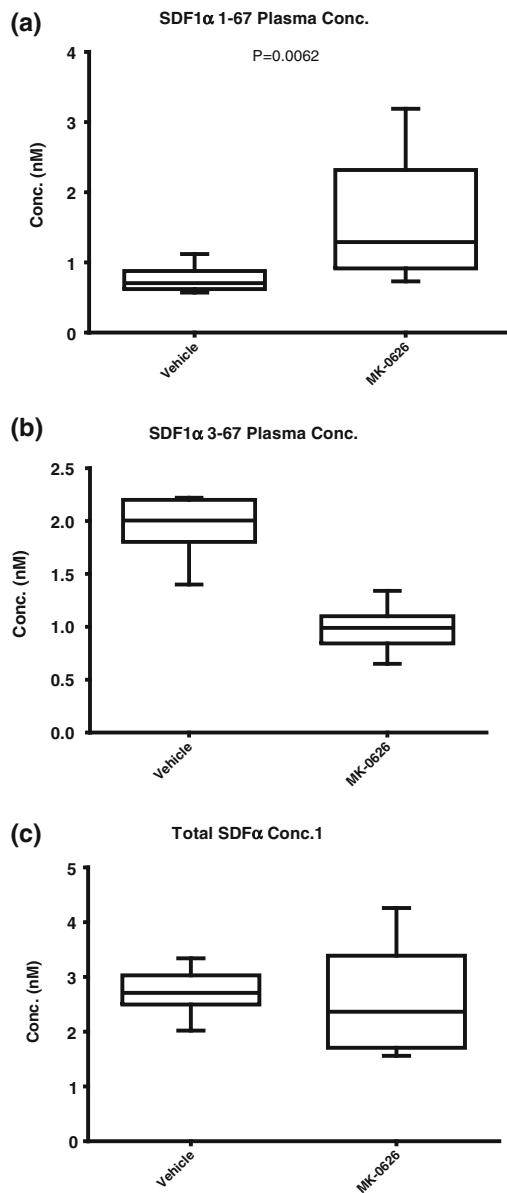 (a)
SDF1α 1-67 Plasma Conc.
P=0.0062
4
3
2
1
0
Conc. (nM)
Vehicle
MK-0626
(b)
SDF1α 3-67 Plasma Conc.
2.5
2.0
1.5
1.0
0.5
0.0
Conc. (nM)
Vehicle
MK-0626
(c)
Total SDFα Conc.1
5
4
3
2
1
0
Conc. (nM)
Vehicle
MK-0626